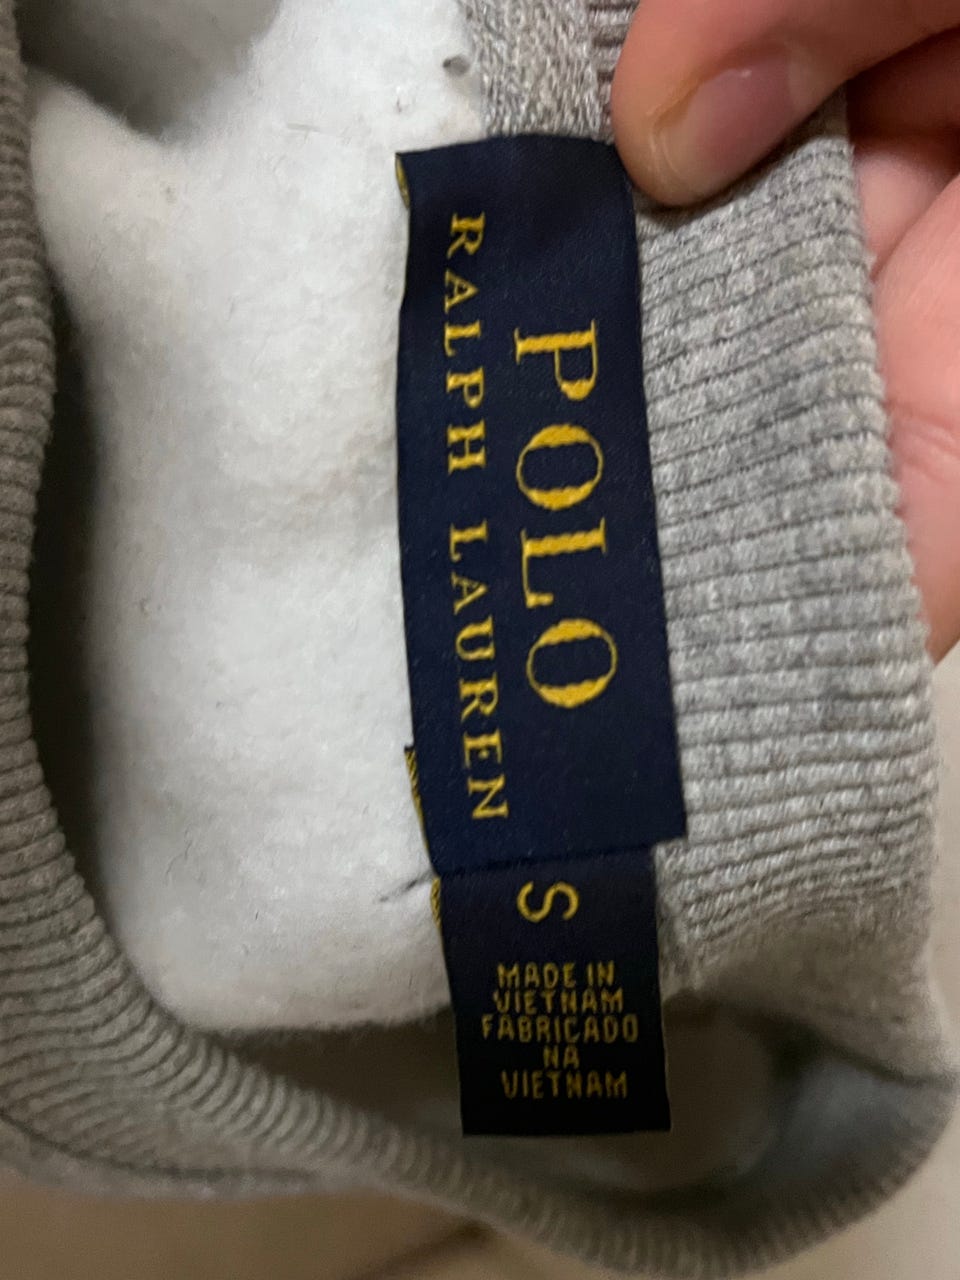 POLO
RALPH LAUREN
S
MADE IN
VIETNAM
FABRICADO
NA
VIETNAM